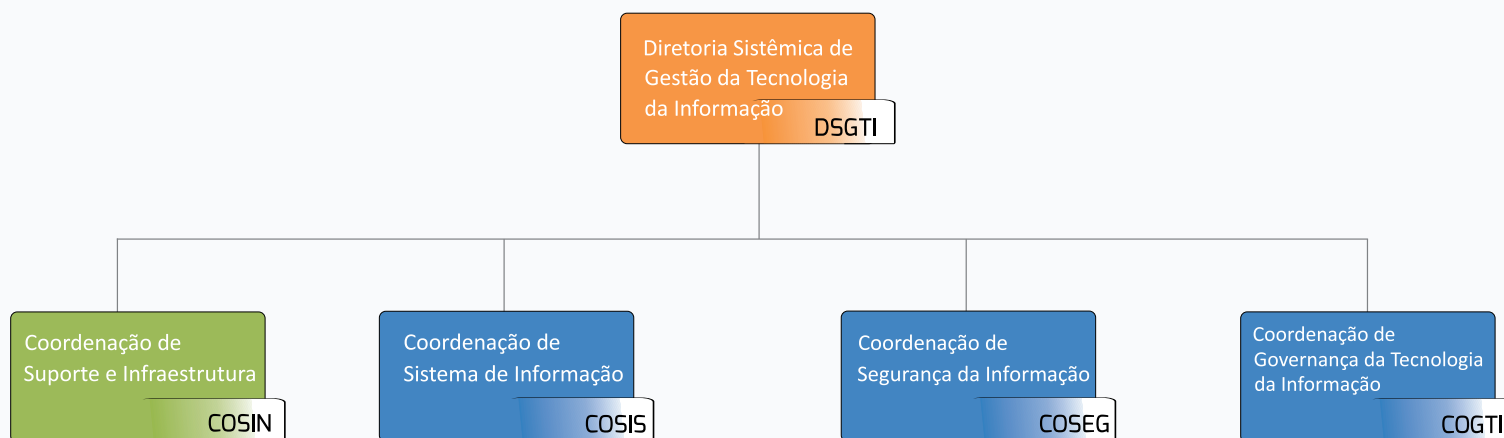 Diretoria Sistêmica de
Gestão da Tecnologia
da Informação
DSGTI
Coordenação de
Suporte e Infraestrutura
COSIN
Coordenação de
Sistema de Informação
COSIS
Coordenação de
Segurança da Informação
COSEG
Coordenação de
Governança da Tecnologia
da Informação
COGTI